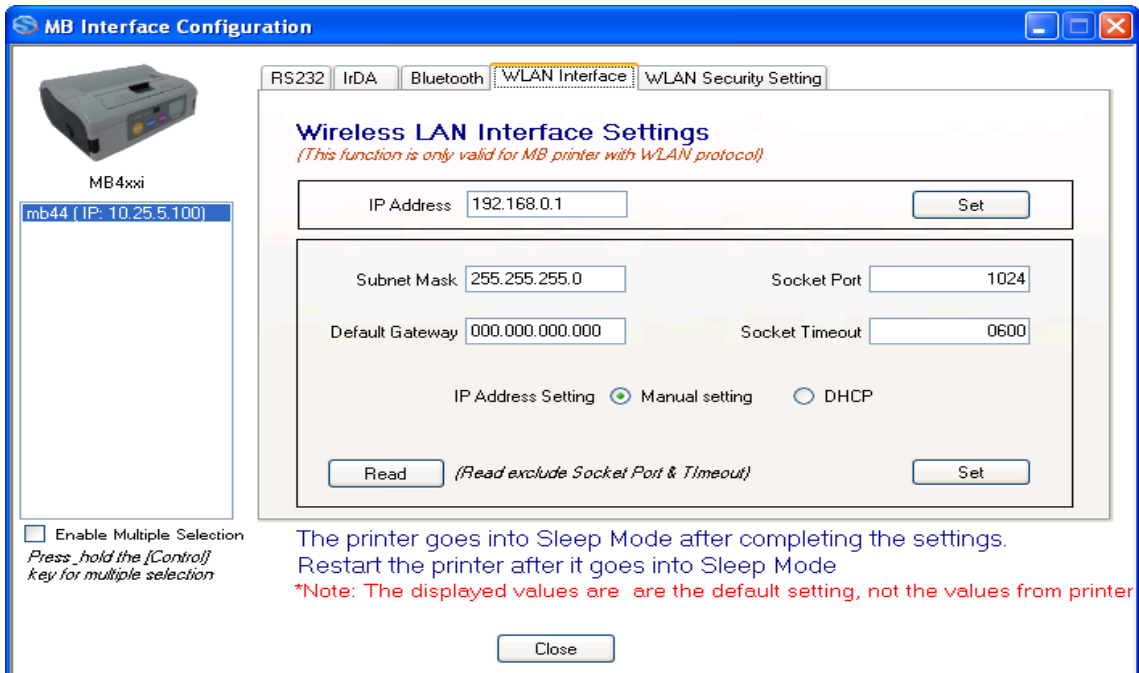 MB Interface Configuration
RS232 IrDA Bluetooth WLAN Interface WLAN Security Setting
Wireless LAN Interface Settings
(This function is only valid for MB printer with WLAN protocol)
MB4xxi
mb44 ( IP: 10.25.5.100)
IP Address 192.168.0.1 Set
Subnet Mask 255.255.255.0 Socket Port 1024
Default Gateway 000.000.000.000 Socket Timeout 0600
IP Address Setting Manual setting DHCP
Read (Read exclude Socket Port & TImeout) Set
Enable Multiple Selection
Press_hold the [Control]
key for multiple selection
The printer goes into Sleep Mode after completing the settings.
Restart the printer after it goes into Sleep Mode
*Note: The displayed values are are the default setting, not the values from printer
Close